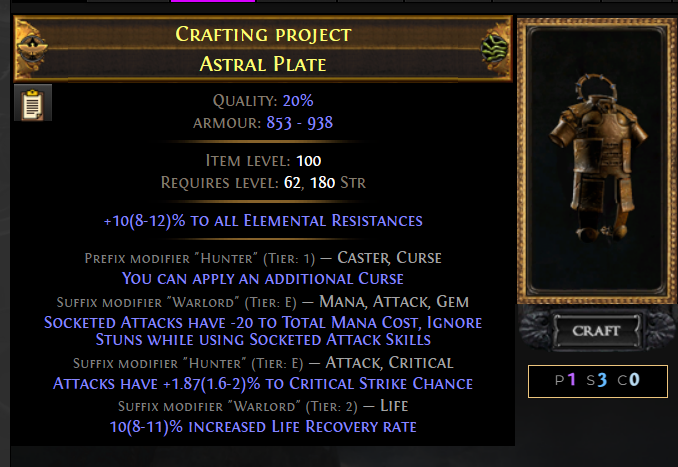 Crafting project
Astral Plate
Quality: 20%
Armour: 853 - 938
Item level: 100
Requires level: 62, 180 Str
+10(8-12)% to all Elemental Resistances
Prefix modifier "Hunter" (Tier: 1) — Caster, Curse
You can apply an additional Curse
Suffix modifier "Warlord" (Tier: E) — Mana, Attack, Gem
Socketed Attacks have -20 to Total Mana Cost, Ignore
Stuns while using Socketed Attack Skills
Suffix modifier "Hunter" (Tier: E) — Attack, Critical
Attacks have +1.87(1.6-2)% to Critical Strike Chance
Suffix modifier "Warlord" (Tier: 2) — Life
10(8-11)% increased Life Recovery rate
CRAFT
P1 S3 C0